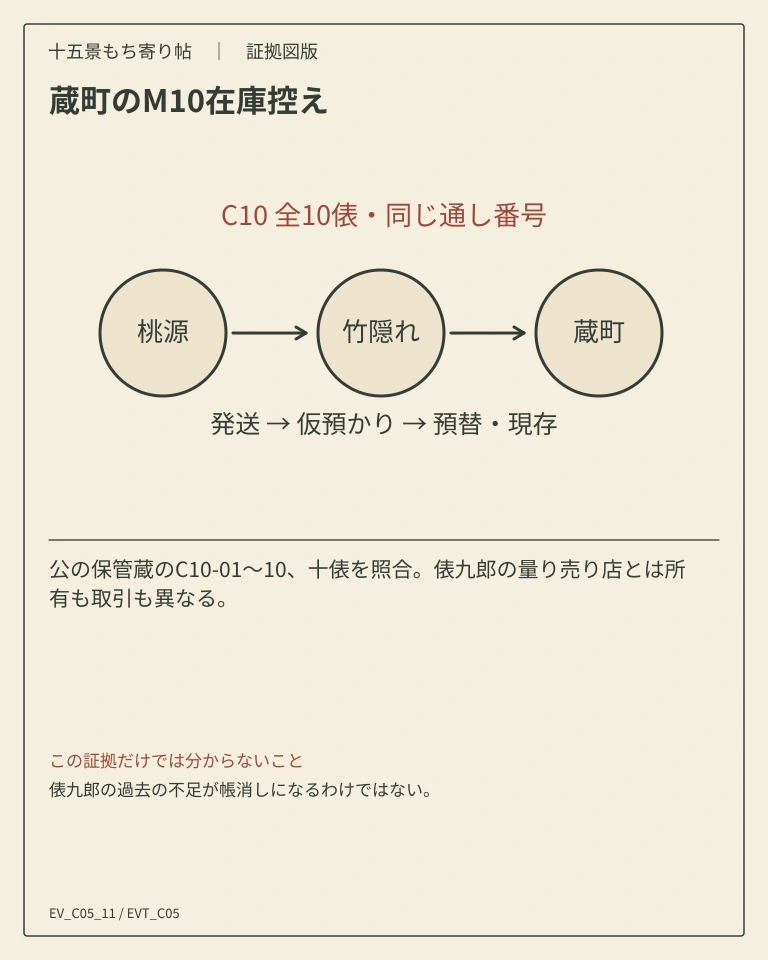 十五景もち寄り帖 ｜ 証拠図版
蔵町のM10在庫控え
C10 全10俵・同じ通し番号
桃源
竹隠れ
蔵町
発送 → 仮預かり → 預替・現存
公の保管蔵のC10-01〜10、十俵を照合。俵九郎の量り売り店とは所
有も取引も異なる。
この証拠だけでは分からないこと
俵九郎の過去の不足が帳消しになるわけではない。
EV_C05_11 / EVT_C05